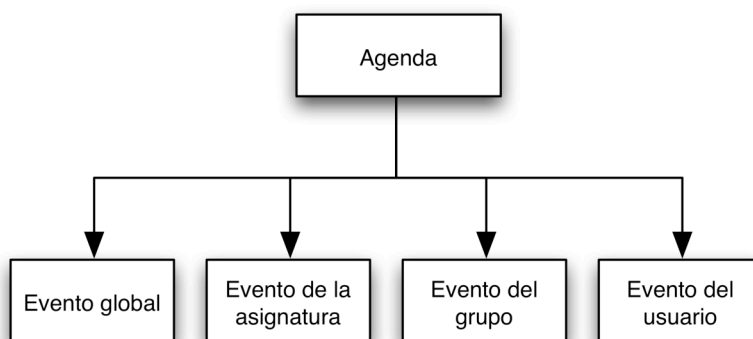 Agenda
Evento global
Evento de la
asignatura
Evento del
grupo
Evento del
usuario